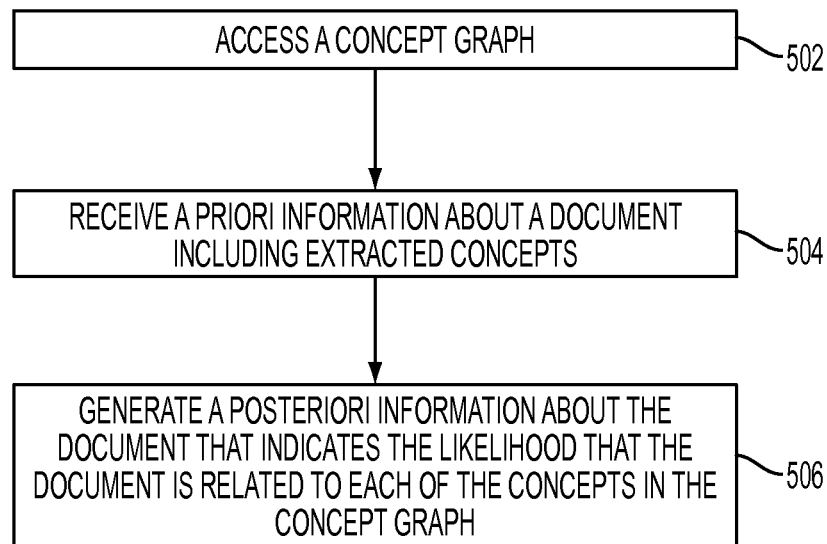 ACCESS A CONCEPT GRAPH
502
RECEIVE A PRIORI INFORMATION ABOUT A DOCUMENT
INCLUDING EXTRACTED CONCEPTS
504
GENERATE A POSTERIORI INFORMATION ABOUT THE
DOCUMENT THAT INDICATES THE LIKELIHOOD THAT THE
DOCUMENT IS RELATED TO EACH OF THE CONCEPTS IN THE
CONCEPT GRAPH
506